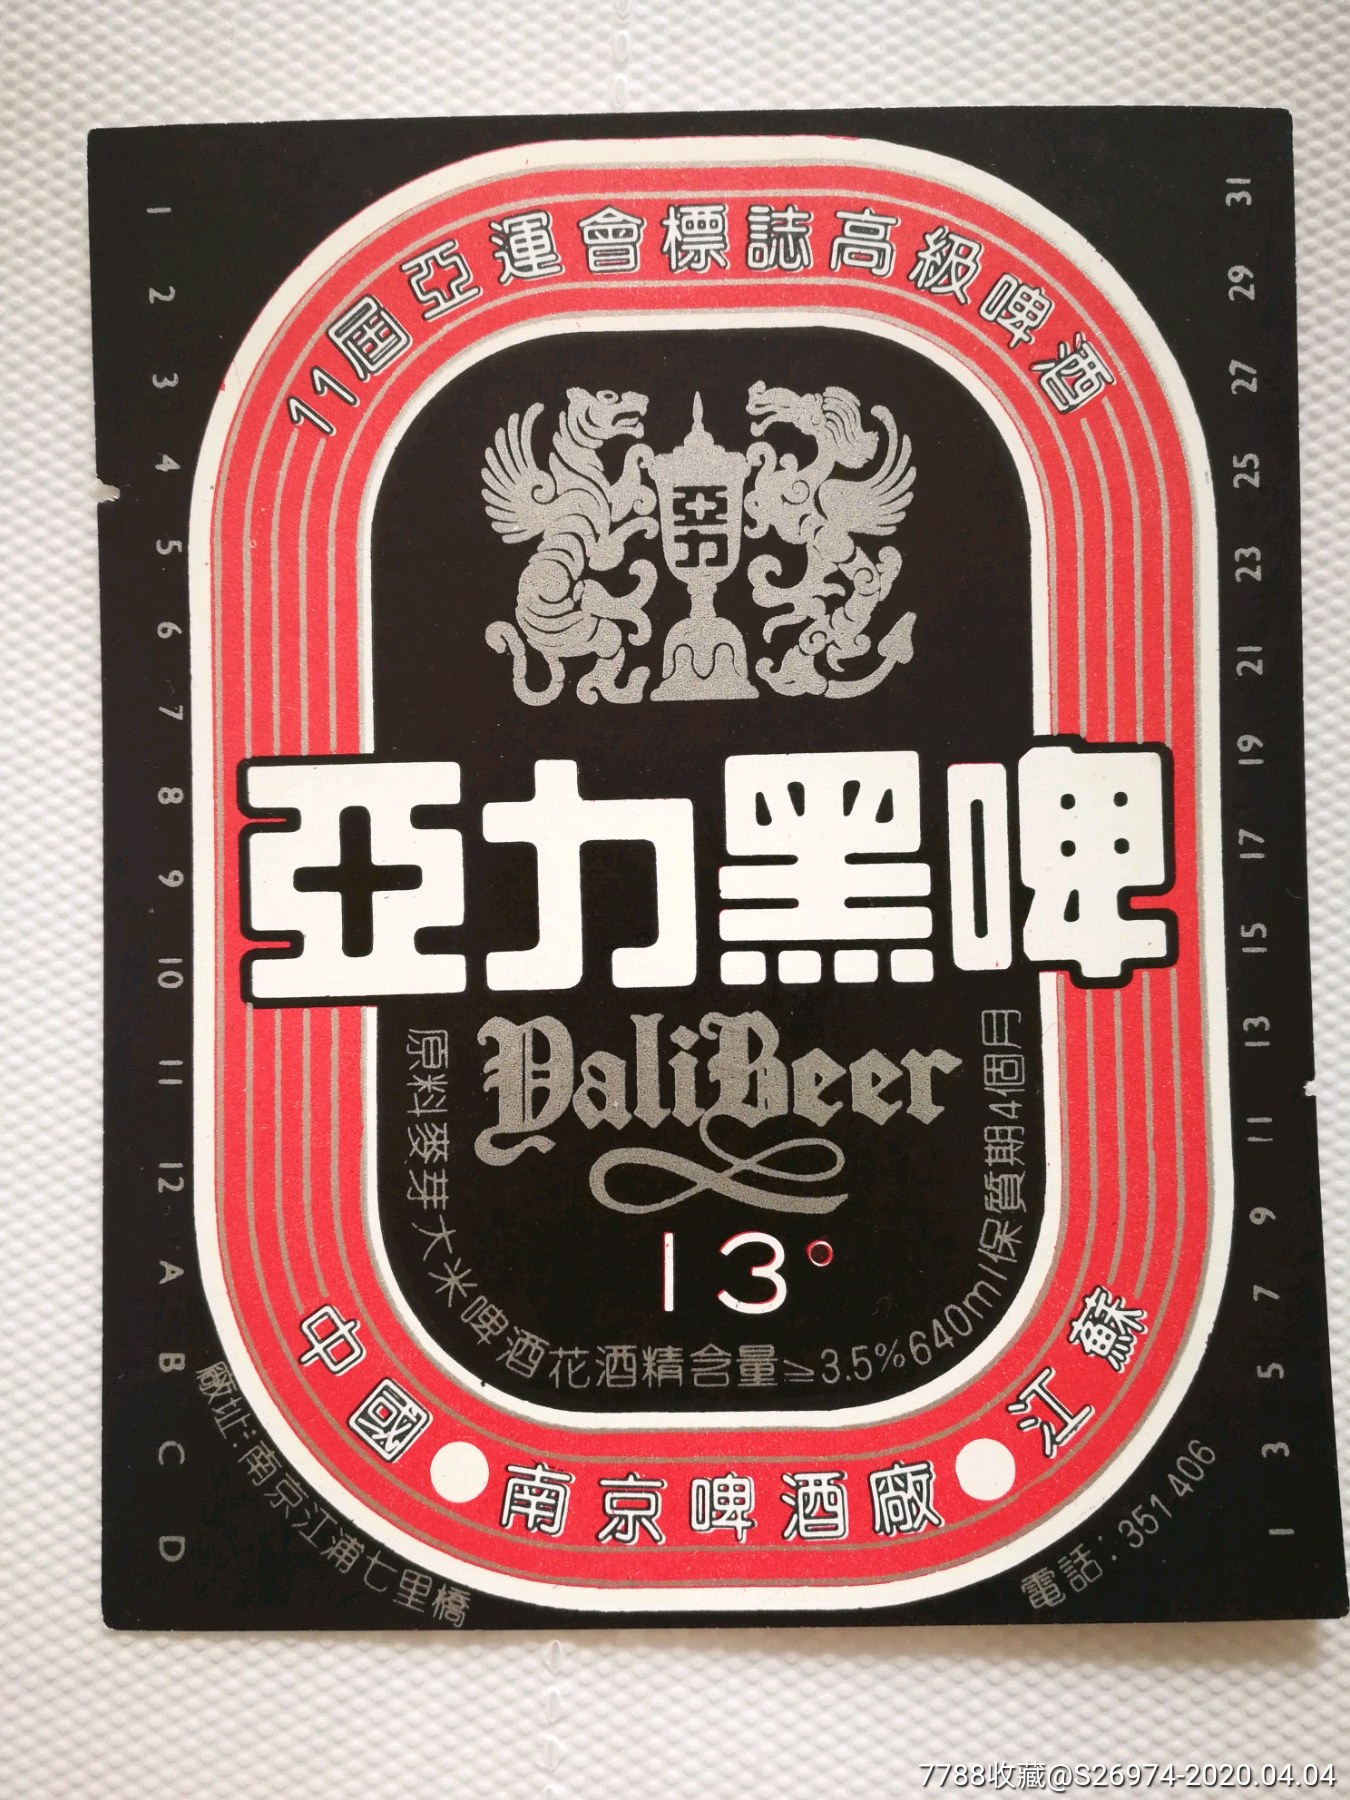 11屆亞運會標誌高級啤酒
亞力
亞力黑啤
YaliBeer
13°
原料麥芽大米啤酒花酒精含量≥3.5%640ml保質期4個月
中國●南京啤酒廠●江蘇
廠址:南京江浦七里橋
電話:351406
1 2 3 4 5 6 7 8 9 10 11 12 A B C D
31 29 27 25 23 21 19 17 15 13 11 9 7 5 3 1
7788收藏@S26974-2020.04.04